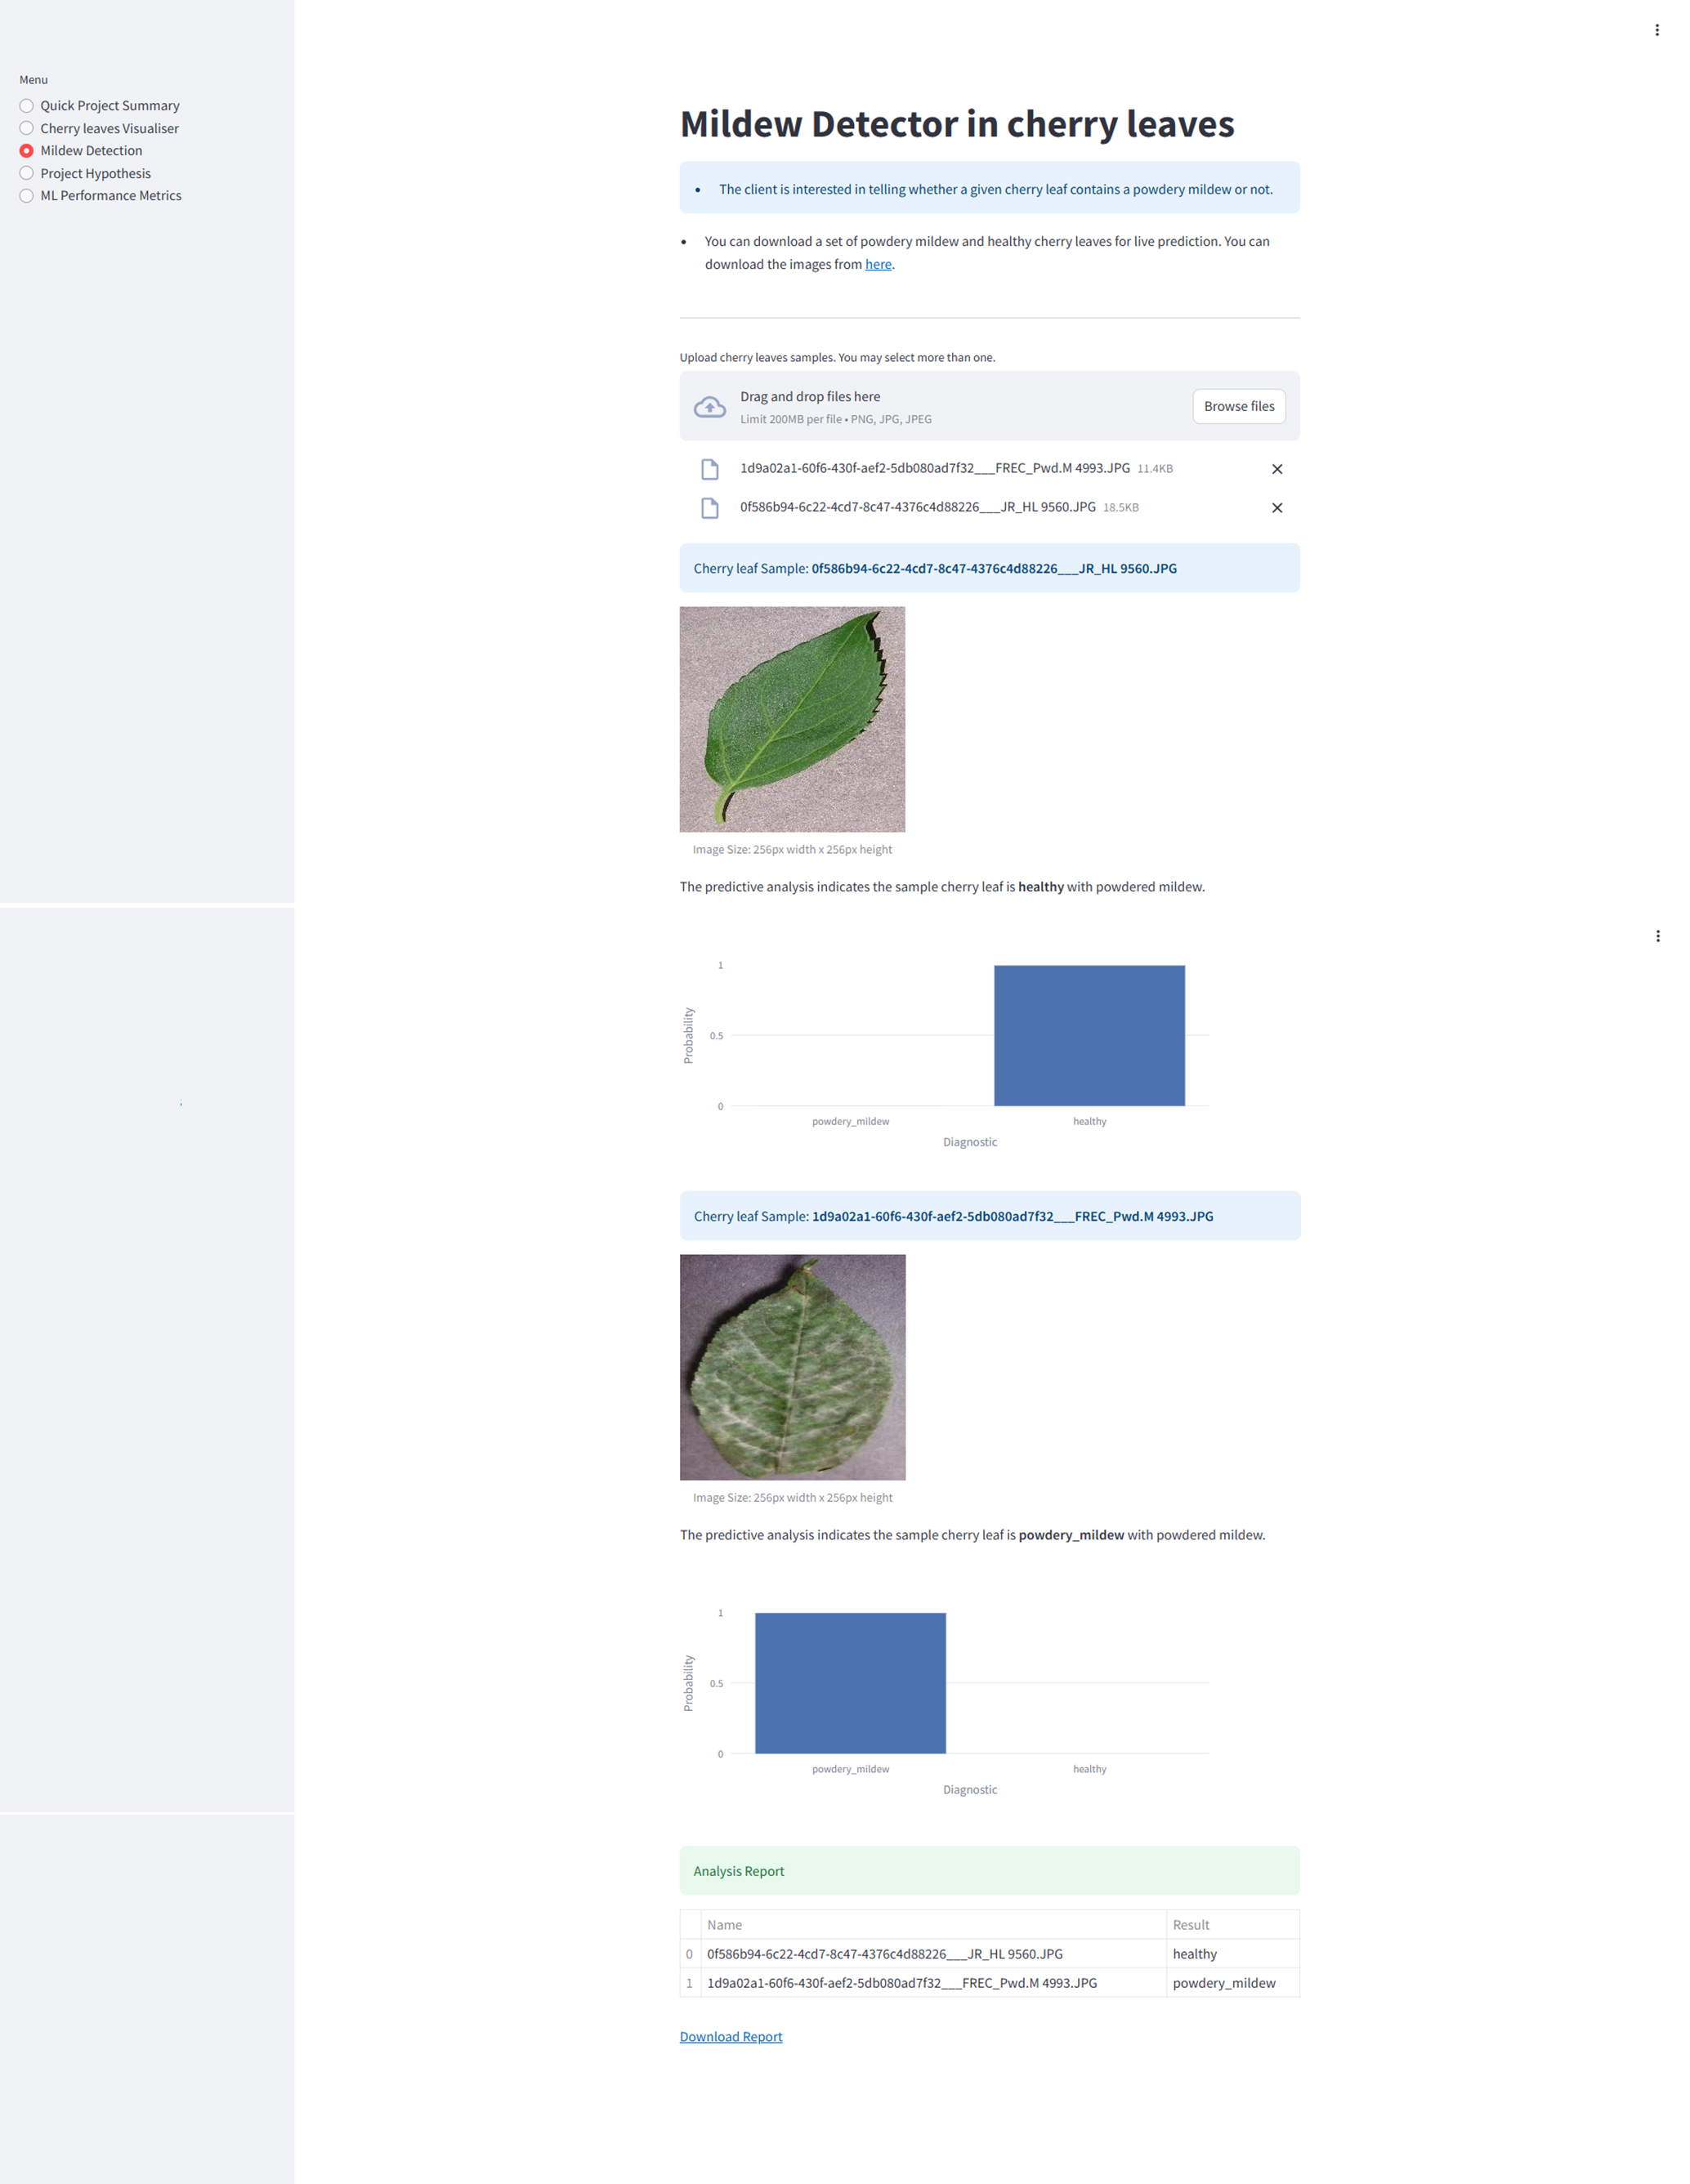 Menu
Quick Project Summary
Cherry leaves Visualiser
Mildew Detection
Project Hypothesis
ML Performance Metrics
Mildew Detector in cherry leaves
• The client is interested in telling whether a given cherry leaf contains a powdery mildew or not.
• You can download a set of powdery mildew and healthy cherry leaves for live prediction. You can
download the images from here.
Upload cherry leaves samples. You may select more than one.
Drag and drop files here
Limit 200MB per file • PNG, JPG, JPEG
Browse files
1d9a02a1-60f6-430f-aef2-5db080ad7f32___FREC_Pwd.M 4993.JPG 11.4KB
0f586b94-6c22-4cd7-8c47-4376c4d88226___JR_HL 9560.JPG 18.5KB
Cherry leaf Sample: 0f586b94-6c22-4cd7-8c47-4376c4d88226___JR_HL 9560.JPG
Image Size: 256px width x 256px height
The predictive analysis indicates the sample cherry leaf is healthy with powdered mildew.
1
0.5
0
Probability
powdery_mildew healthy
Diagnostic
Cherry leaf Sample: 1d9a02a1-60f6-430f-aef2-5db080ad7f32___FREC_Pwd.M 4993.JPG
Image Size: 256px width x 256px height
The predictive analysis indicates the sample cherry leaf is powdery_mildew with powdered mildew.
1
0.5
0
Probability
powdery_mildew healthy
Diagnostic
Analysis Report
Name Result
0 0f586b94-6c22-4cd7-8c47-4376c4d88226___JR_HL 9560.JPG healthy
1 1d9a02a1-60f6-430f-aef2-5db080ad7f32___FREC_Pwd.M 4993.JPG powdery_mildew
Download Report